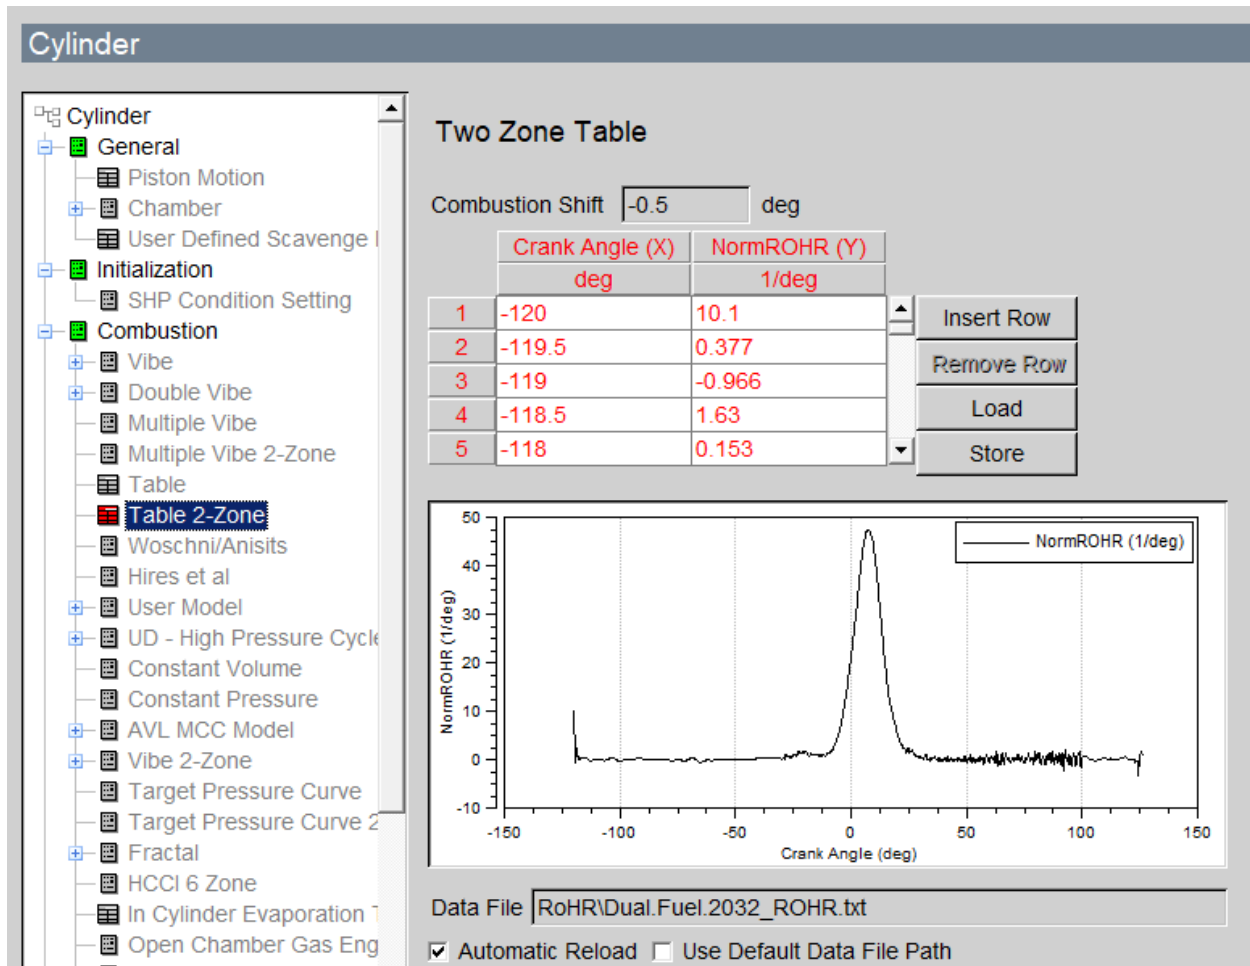 Cylinder
Cylinder
General
Piston Motion
Chamber
User Defined Scavenge
Initialization
SHP Condition Setting
Combustion
Vibe
Double Vibe
Multiple Vibe
Multiple Vibe 2-Zone
Table
Table 2-Zone
Woschni/Anisits
Hires et al
User Model
UD - High Pressure Cycle
Constant Volume
Constant Pressure
AVL MCC Model
Vibe 2-Zone
Target Pressure Curve
Target Pressure Curve 2
Fractal
HCCI 6 Zone
In Cylinder Evaporation
Open Chamber Gas Eng
Two Zone Table
Combustion Shift -0.5 deg
Crank Angle (X) NormROHR (Y)
deg 1/deg
1 -120 10.1
2 -119.5 0.377
3 -119 -0.966
4 -118.5 1.63
5 -118 0.153
Insert Row
Remove Row
Load
Store
NormROHR (1/deg)
50
40
30
20
10
0
-10
NormROHR (1/deg)
-150 -100 -50 0 50 100 150
Crank Angle (deg)
Data File RoHR\Dual.Fuel.2032_ROHR.txt
Automatic Reload Use Default Data File Path